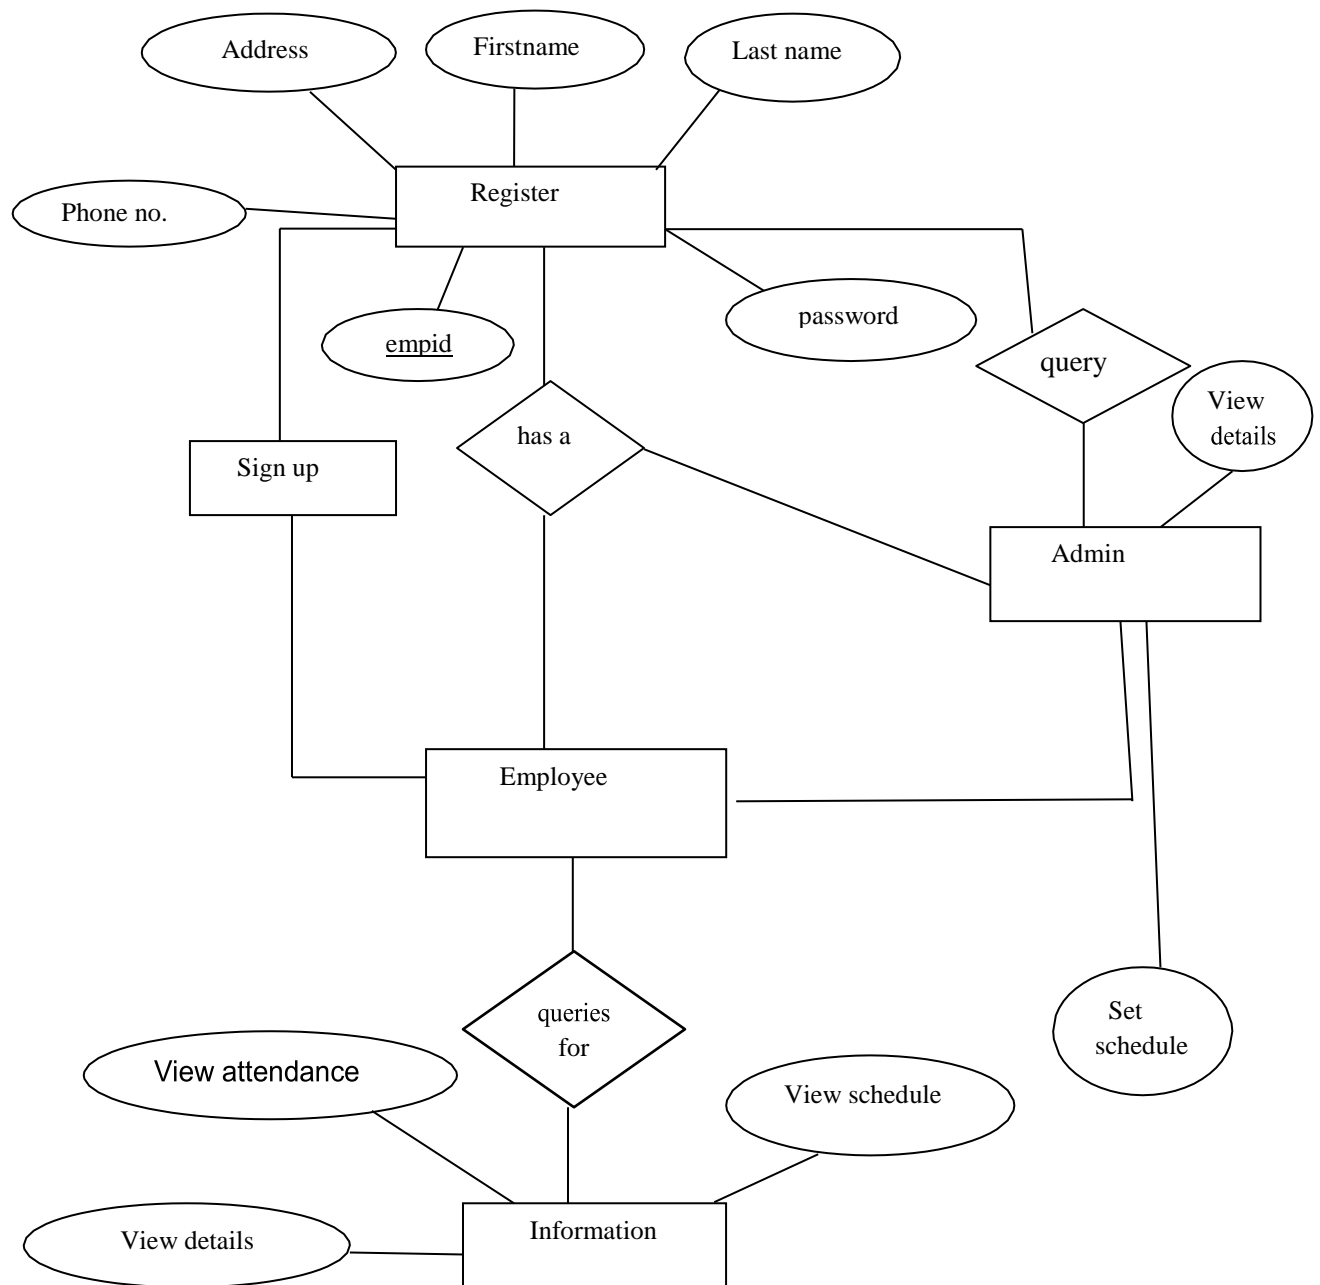 Address
Firstname
Last name
Register
Phone no.
empid
password
query
View
details
has a
Sign up
Admin
Employee
queries
for
Set
schedule
View attendance
View schedule
Information
View details